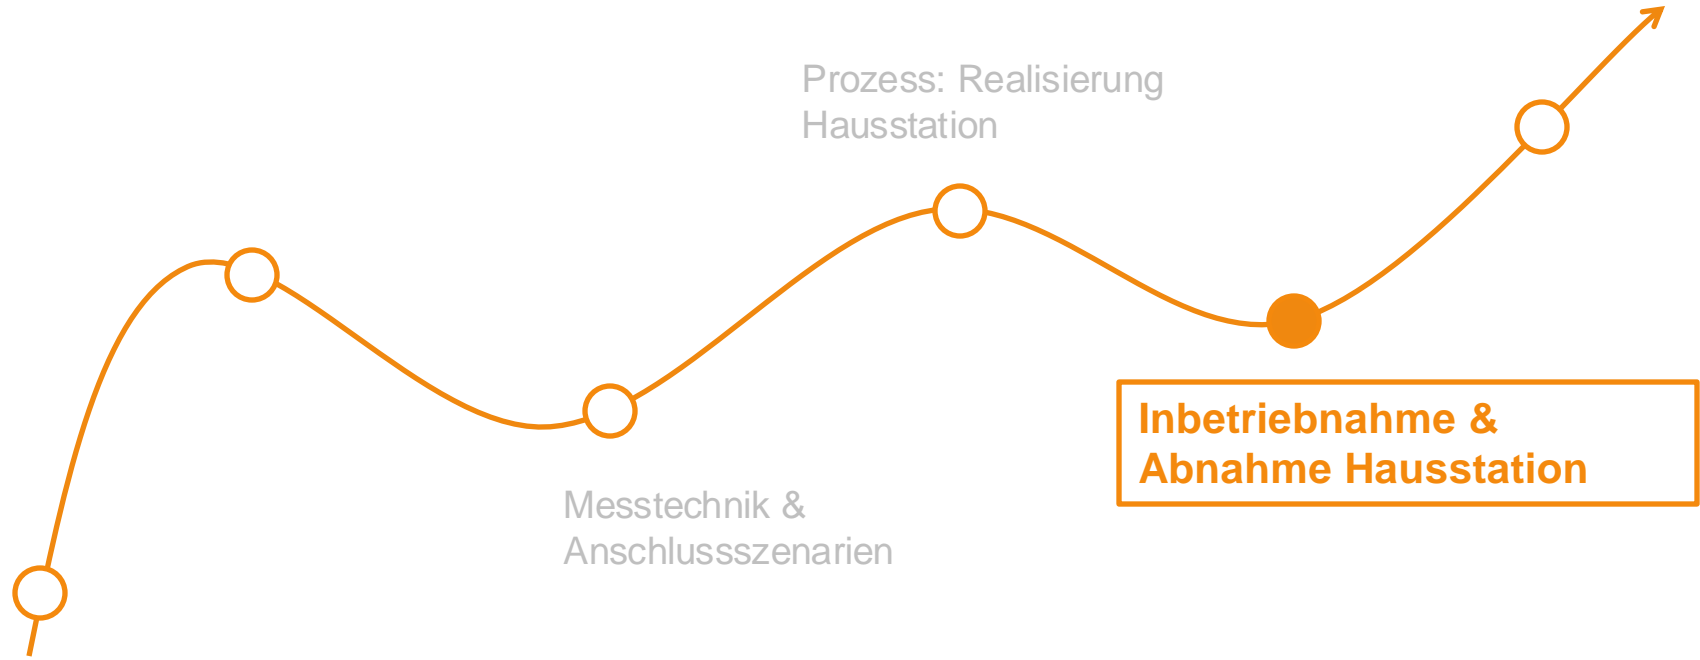 Prozess: Realisierung
Hausstation
Inbetriebnahme &
Abnahme Hausstation
Messtechnik &
Anschlussszenarien